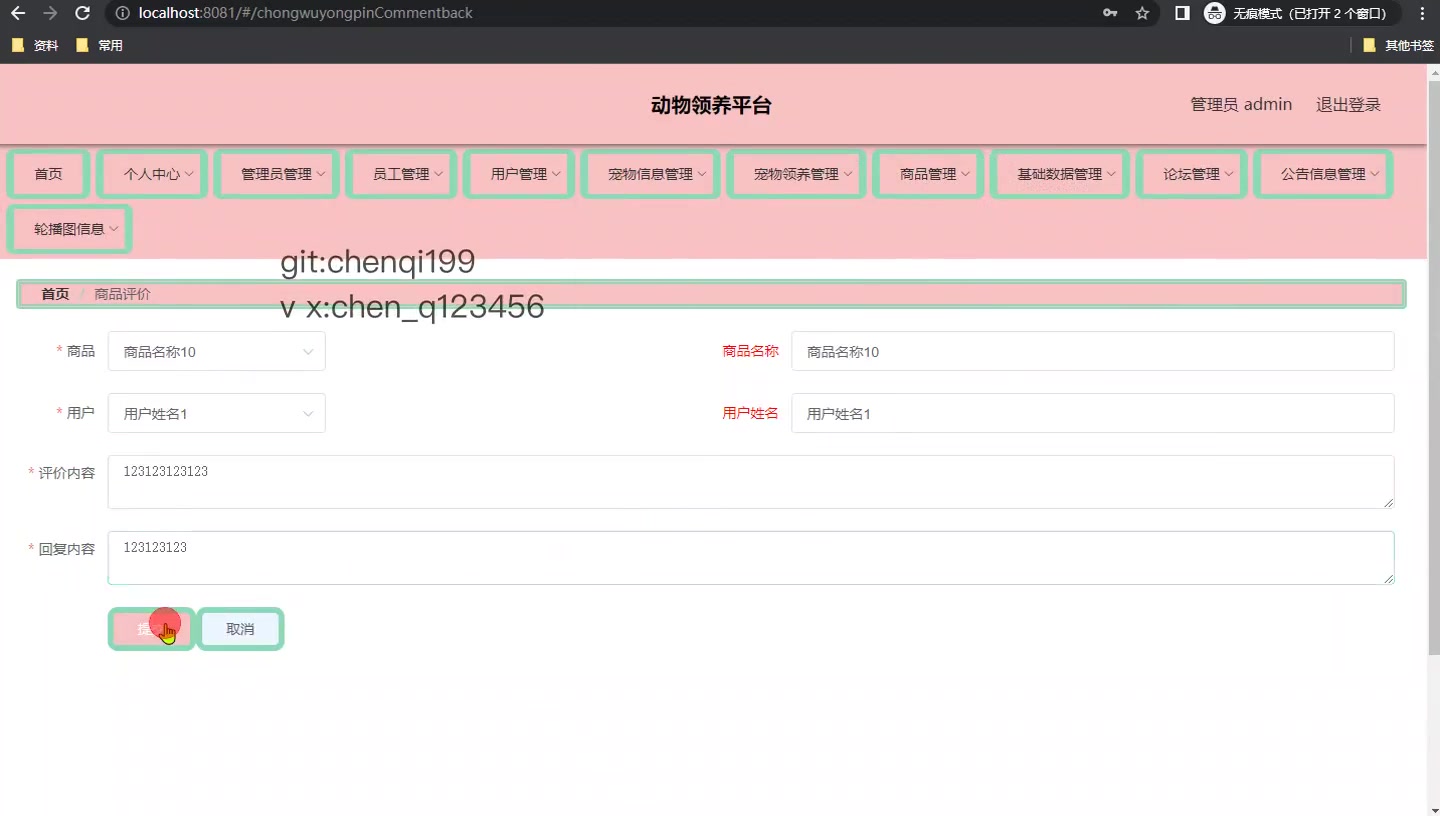 localhost:8081/#/chongwuyongpinCommentback
无痕模式（已打开 2 个窗口）
资料 常用 其他书签
动物领养平台 管理员 admin 退出登录
首页 个人中心 管理员管理 员工管理 用户管理 宠物信息管理 宠物领养管理 商品管理 基础数据管理 论坛管理 公告信息管理
轮播图信息
git:chenqi199
首页 / 商品评价
v x:chen_q123456
* 商品 商品名称10 商品名称 商品名称10
* 用户 用户姓名1 用户姓名 用户姓名1
* 评价内容 123123123123
* 回复内容 123123123
提 取消